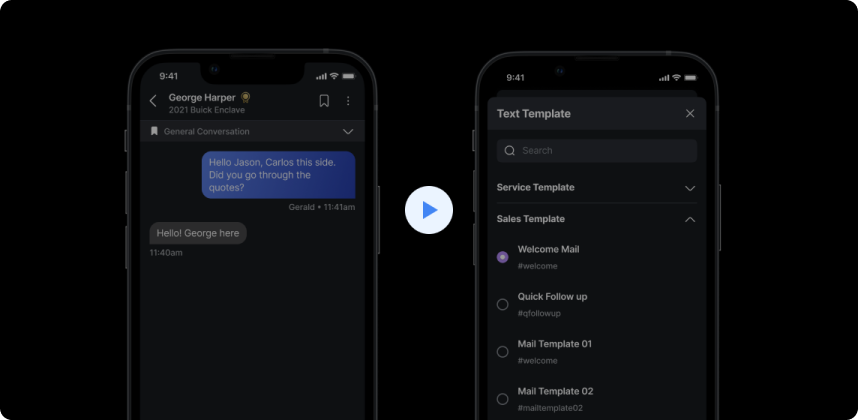 9:41
George Harper
2021 Buick Enclave
General Conversation
Hello Jason, Carlos this side.
Did you go through the
quotes?
Gerald • 11:41am
Hello! George here
11:40am
9:41
Text Template
Search
Service Template
Sales Template
Welcome Mail
#welcome
Quick Follow up
#qfollowup
Mail Template 01
#welcome
Mail Template 02
#mailtemplate02